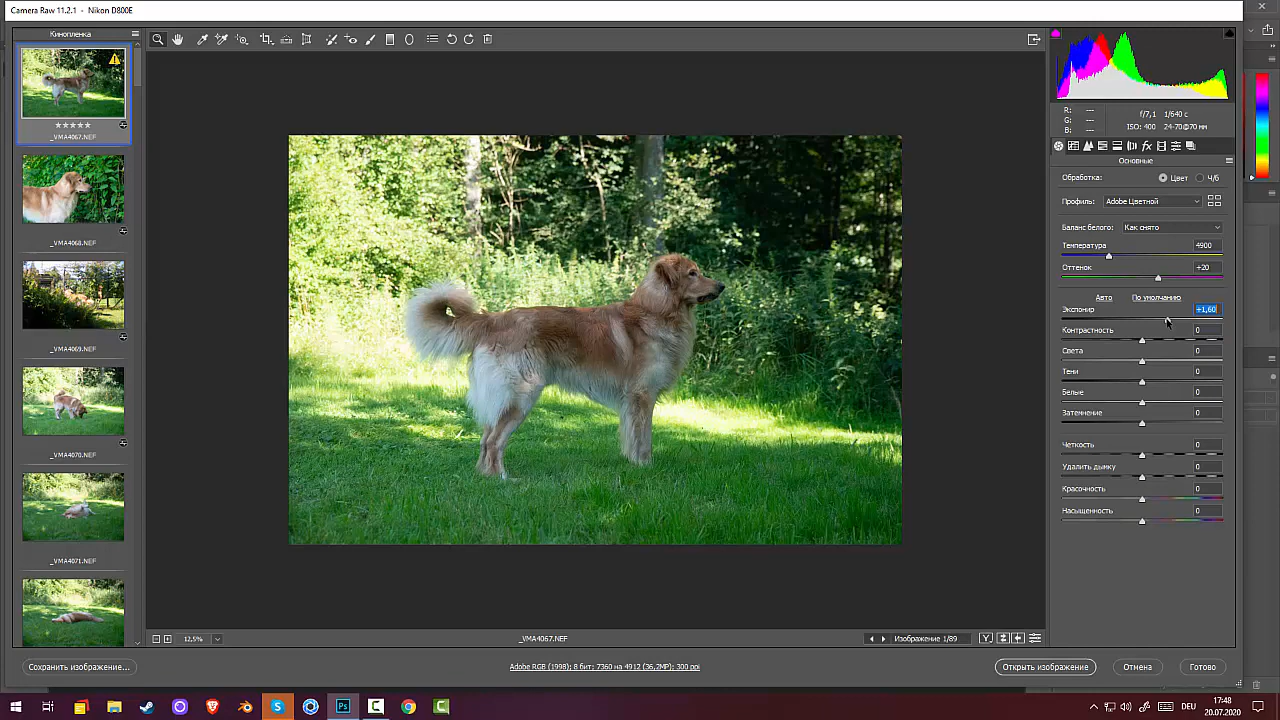 Camera Raw 11.2.1 - Nikon D800E
Кинопленка
_VMA4067.NEF
_VMA4068.NEF
_VMA4069.NEF
_VMA4070.NEF
_VMA4071.NEF
R: ---
G: ---
B: ---
f/7,1 1/640 с
ISO: 400 24-70@70 мм
Основные
Обработка: Цвет Ч/б
Профиль: Adobe Цветной
Баланс белого: Как снято
Температура 4900
Оттенок +20
Авто По умолчанию
Экспонир +1,60
Контрастность 0
Света 0
Тени 0
Белые 0
Затемнение 0
Четкость 0
Удалить дымку 0
Красочность 0
Насыщенность 0
12,5%
_VMA4067.NEF
Изображение 1/89
Сохранить изображение...
Adobe RGB (1998); 8 бит; 7360 на 4912 (36,2MP); 300 ppi
Открыть изображение
Отмена
Готово
DEU
17:48
20.07.2020